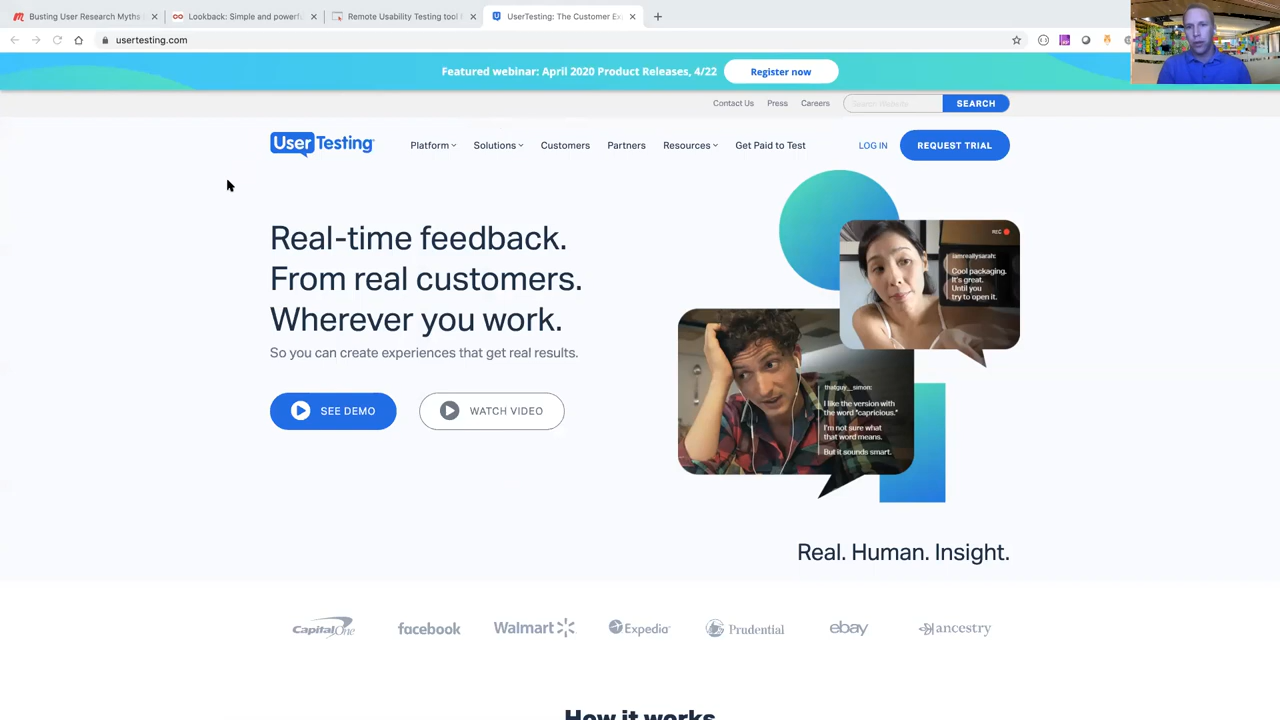 Busting User Research Myths
Lookback: Simple and powerf
Remote Usability Testing tool
UserTesting: The Customer Ex
usertesting.com
Featured webinar: April 2020 Product Releases, 4/22
Register now
Contact Us
Press
Careers
Search Website
SEARCH
UserTesting
Platform
Solutions
Customers
Partners
Resources
Get Paid to Test
LOG IN
REQUEST TRIAL
Real-time feedback.
From real customers.
Wherever you work.
So you can create experiences that get real results.
SEE DEMO
WATCH VIDEO
REC
iamreallysarah:
Cool packaging.
It's great.
Until you
try to open it.
thatguy_simon:
I like the version with
the word "capricious."
I'm not sure what
that word means.
But it sounds smart.
Real. Human. Insight.
Capital One
facebook
Walmart
Expedia
Prudential
ebay
ancestry
How it works